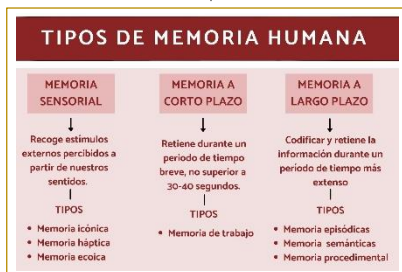 TIPOS DE MEMORIA HUMANA
MEMORIA
SENSORIAL
Recoge estímulos
externos percibidos a
partir de nuestros
sentidos.
TIPOS
• Memoria icónica
• Memoria háptica
• Memoria ecoica
MEMORIA A
CORTO PLAZO
Retiene durante un
periodo de tiempo
breve, no superior a
30-40 segundos.
TIPOS
• Memoria de trabajo
MEMORIA A
LARGO PLAZO
Codificar y retiene la
información durante un
período de tiempo más
extenso
TIPOS
• Memoria episódicas
• Memoria semánticas
• Memoria procedimental